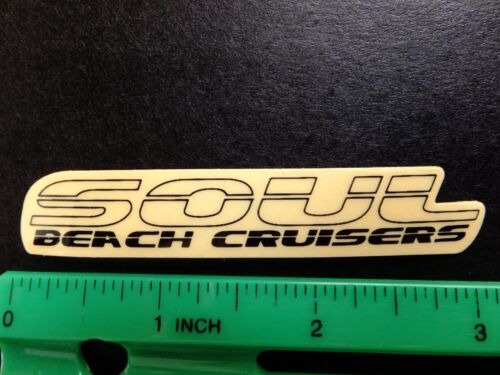 SOUL
BEACH CRUISERS
0 1 INCH 2 3